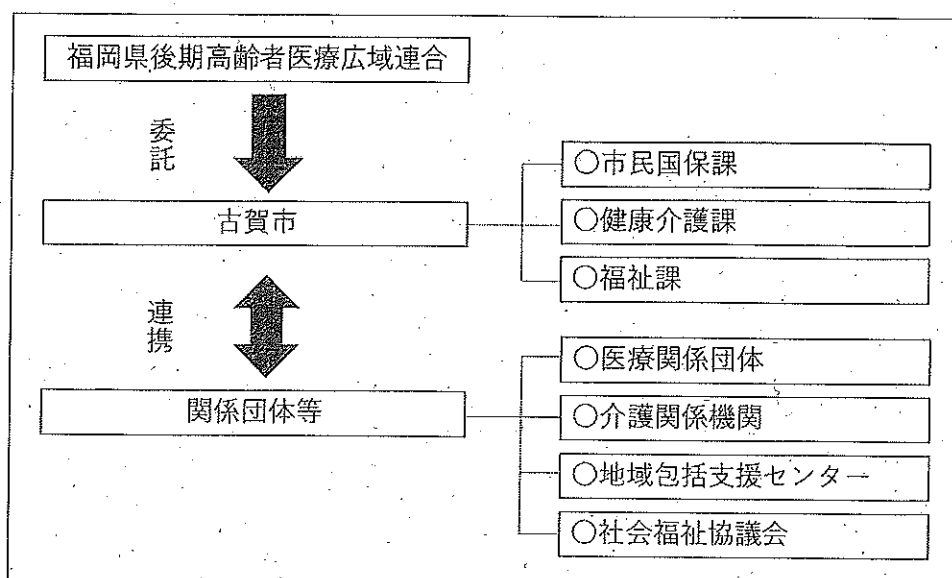 福岡県後期高齢者医療広域連合
委託
古賀市
○市民国保課
○健康介護課
○福祉課
連携
関係団体等
○医療関係団体
○介護関係機関
○地域包括支援センター
○社会福祉協議会